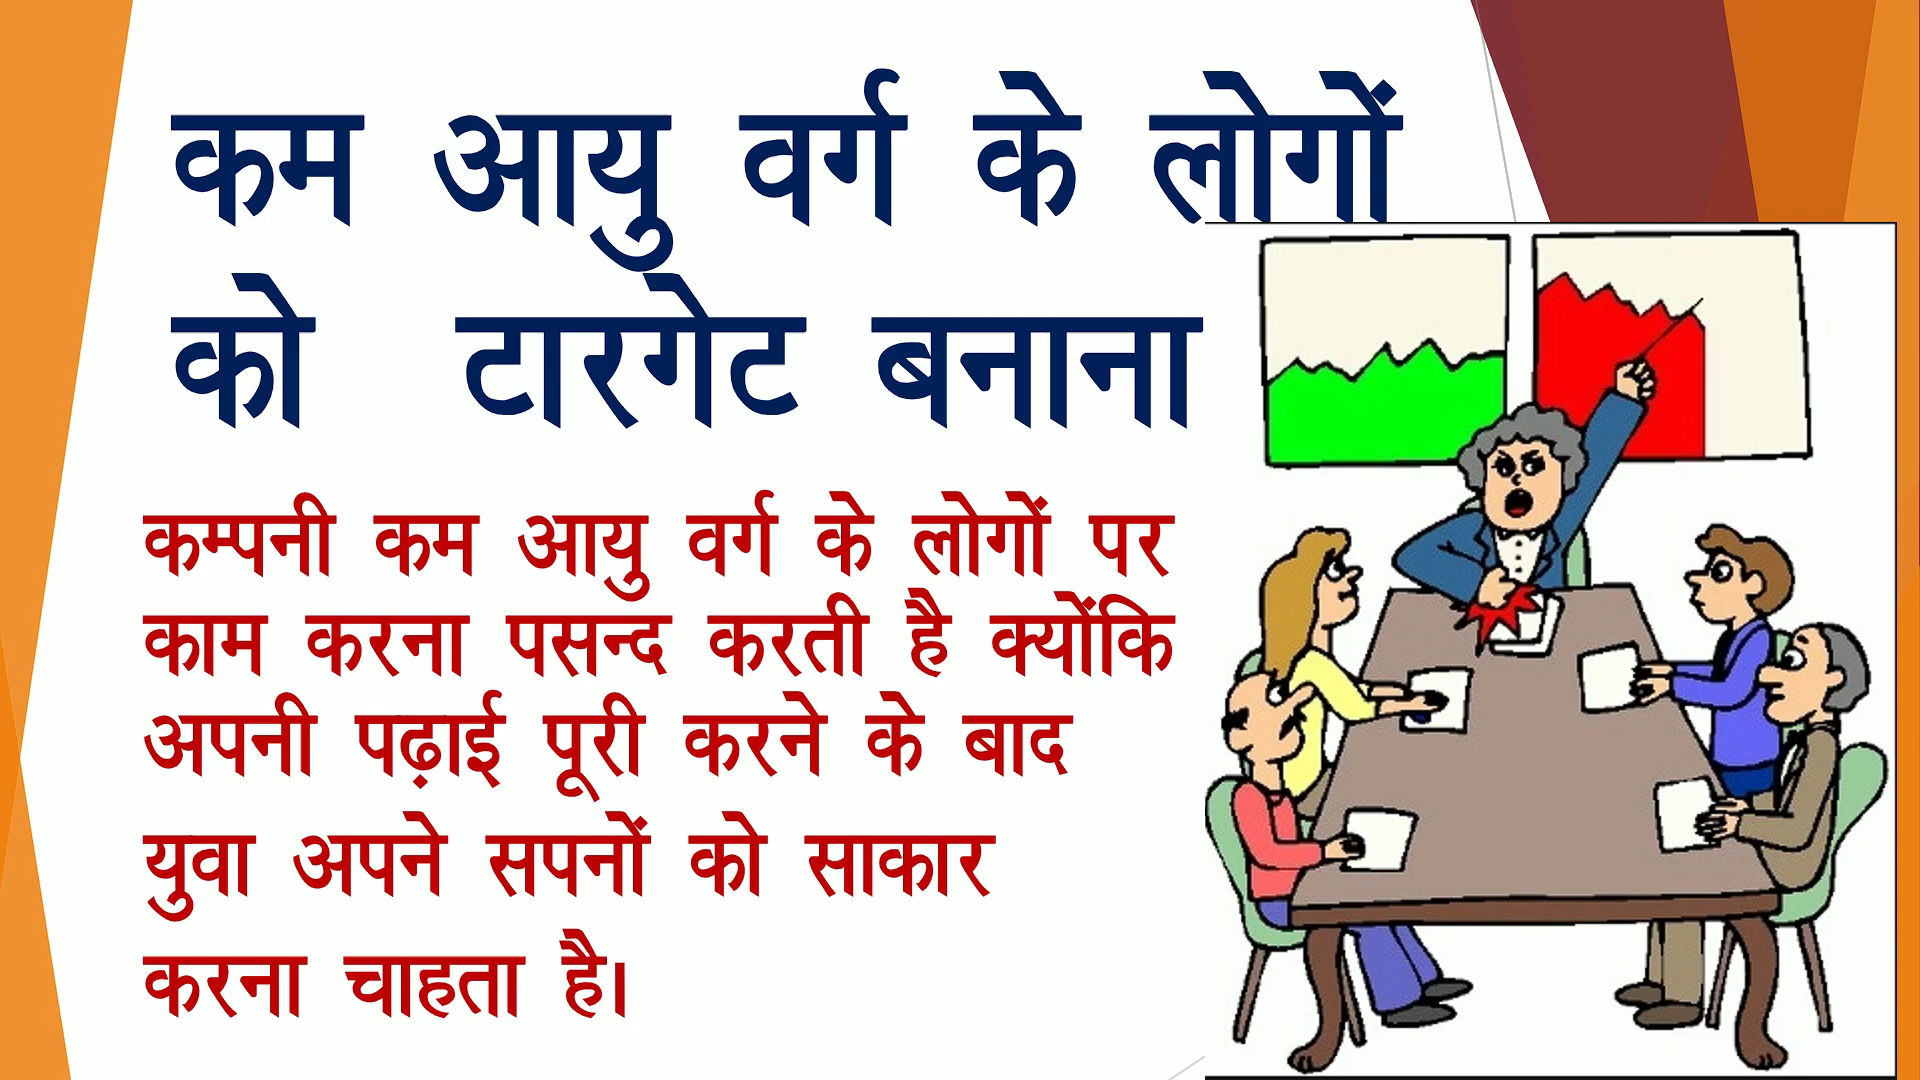 कम आयु वर्ग के लोगों
को टारगेट बनाना
कम्पनी कम आयु वर्ग के लोगों पर
काम करना पसन्द करती है क्योंकि
अपनी पढ़ाई पूरी करने के बाद
युवा अपने सपनों को साकार
करना चाहता है।